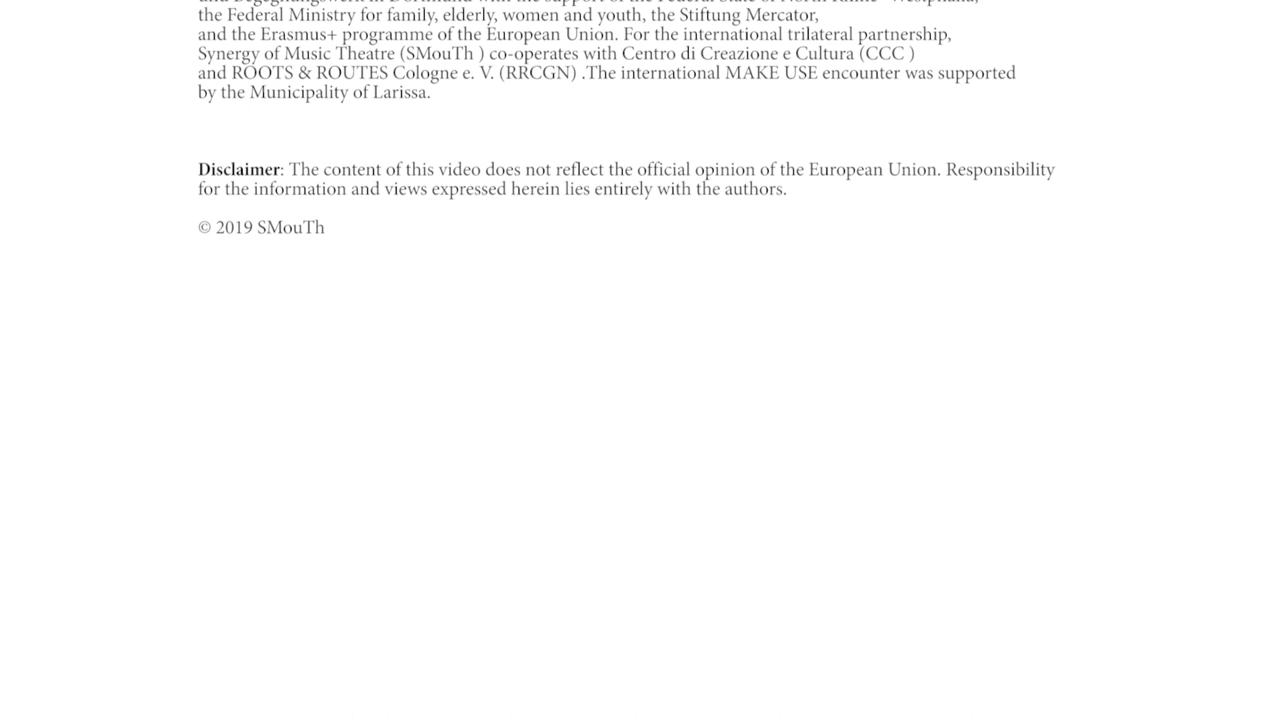 the Federal Ministry for family, elderly, women and youth, the Stiftung Mercator,
and the Erasmus+ programme of the European Union. For the international trilateral partnership,
Synergy of Music Theatre (SMouTh ) co-operates with Centro di Creazione e Cultura (CCC )
and ROOTS & ROUTES Cologne e. V. (RRCGN) .The international MAKE USE encounter was supported
by the Municipality of Larissa.
Disclaimer: The content of this video does not reflect the official opinion of the European Union. Responsibility
for the information and views expressed herein lies entirely with the authors.
© 2019 SMouTh